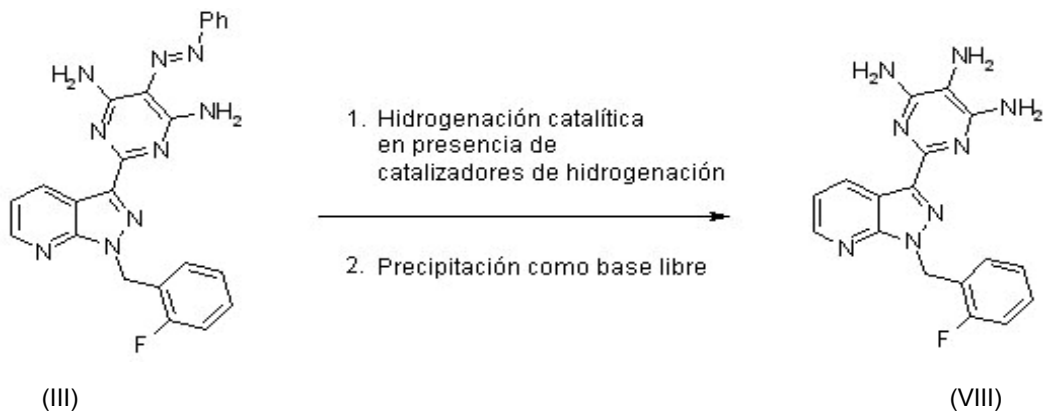 Ph
N=N
H₂N
NH₂
N
N
N
N
N
F
1. Hidrogenación catalítica
en presencia de
catalizadores de hidrogenación
2. Precipitación como base libre
NH₂
H₂N
NH₂
N
N
N
N
N
F
(III)
(VIII)